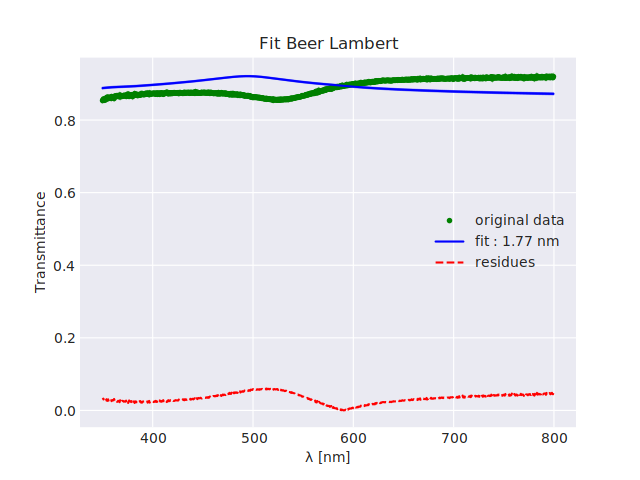 Fit Beer Lambert
Transmittance
0.8
0.6
0.4
0.2
0.0
original data
fit : 1.77 nm
residues
400 500 600 700 800
λ [nm]